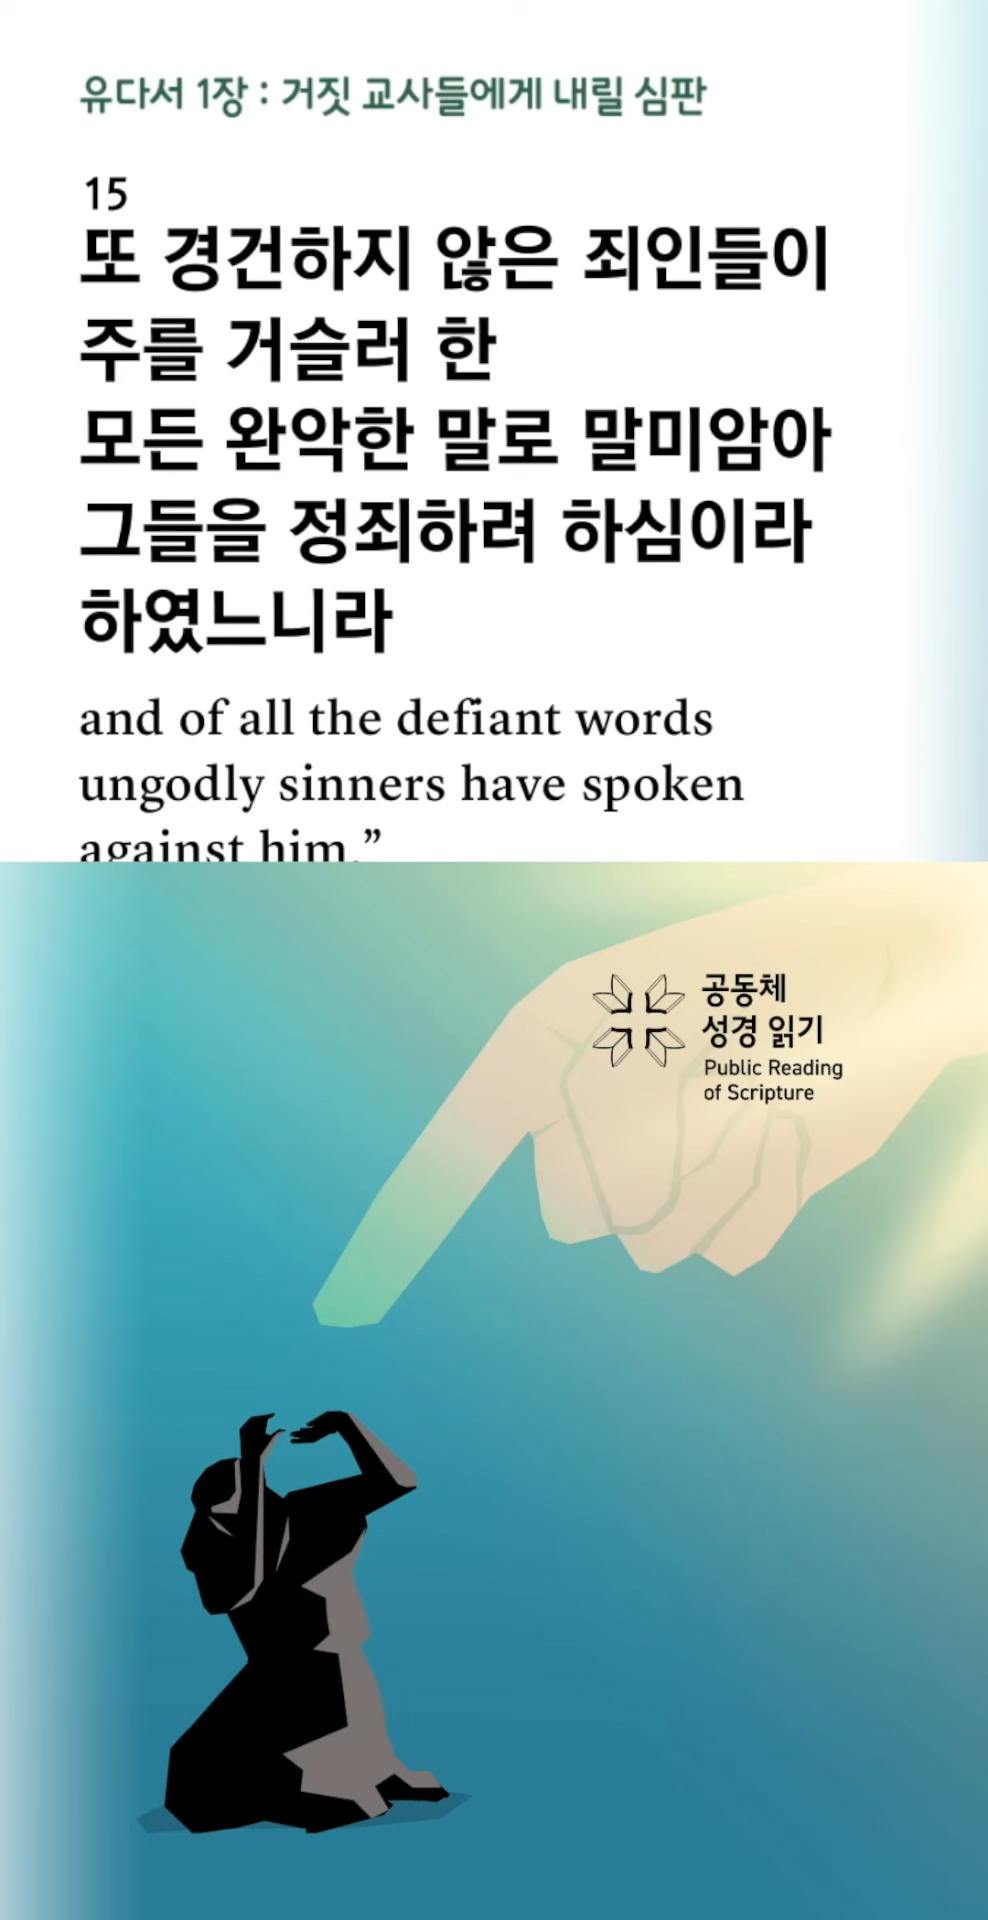 유다서 1장 : 거짓 교사들에게 내릴 심판
15
또 경건하지 않은 죄인들이
주를 거슬러 한
모든 완악한 말로 말미암아
그들을 정죄하려 하심이라
하였느니라
and of all the defiant words
ungodly sinners have spoken
against him.”
공동체
성경 읽기
Public Reading
of Scripture